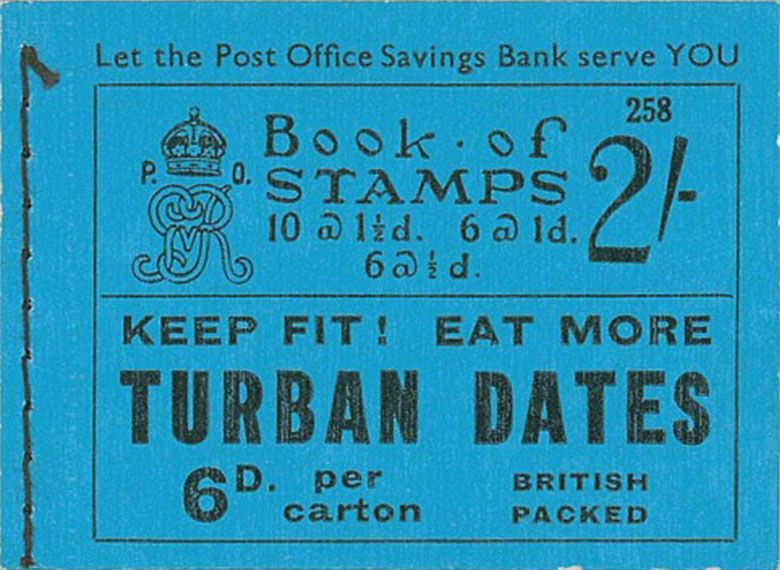 Let the Post Office Savings Bank serve YOU
258
P. O.
Book · of
STAMPS
2/-
10 @ 1½d. 6 @ 1d.
6 @ ½d.
KEEP FIT! EAT MORE
TURBAN DATES
6D. per carton
BRITISH PACKED